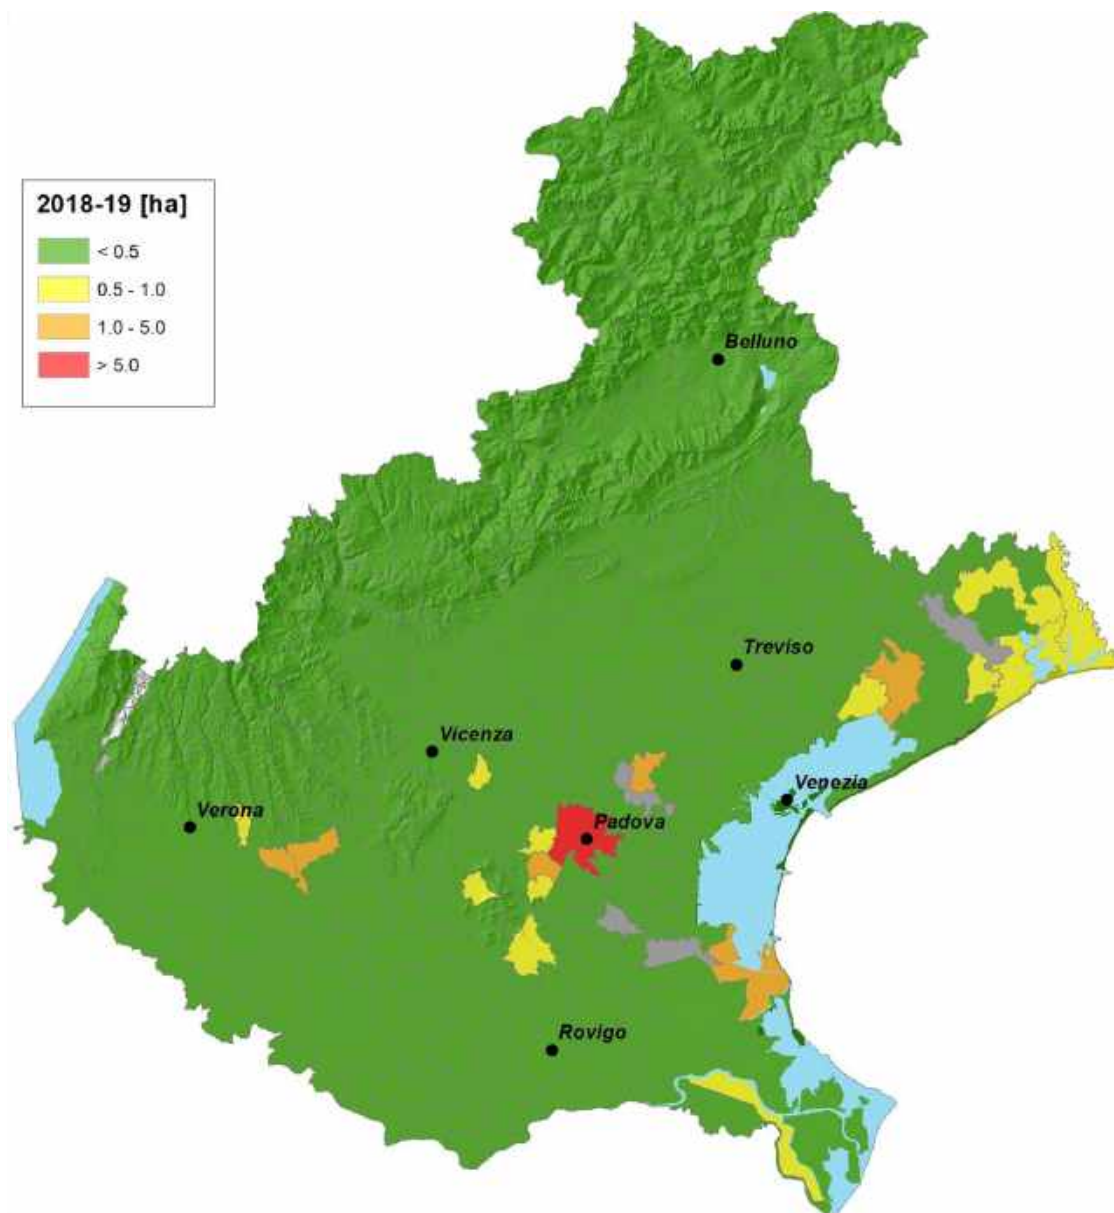 2018-19 [ha]
< 0.5
0.5 - 1.0
1.0 - 5.0
> 5.0
Belluno
Treviso
Vicenza
Venezia
Verona
Padova
Rovigo